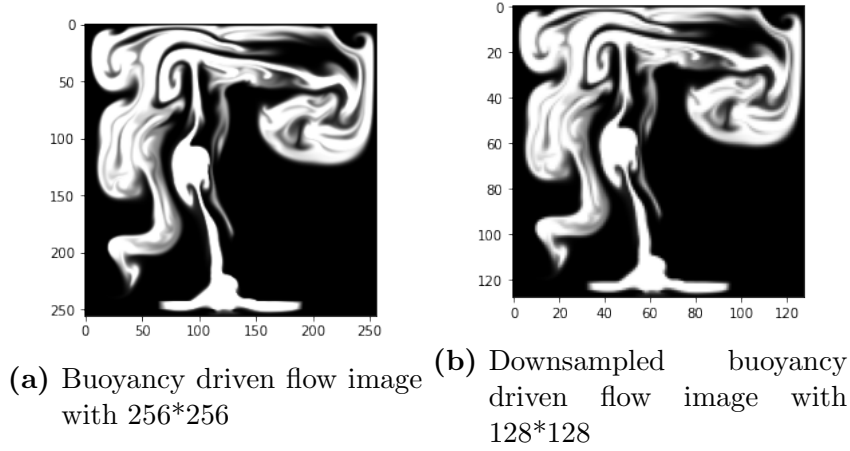 0
50
100
150
200
250
0 50 100 150 200 250
(a) Buoyancy driven flow image
with 256*256
0
20
40
60
80
100
120
0 20 40 60 80 100 120
(b) Downsampled buoyancy
driven flow image with
128*128